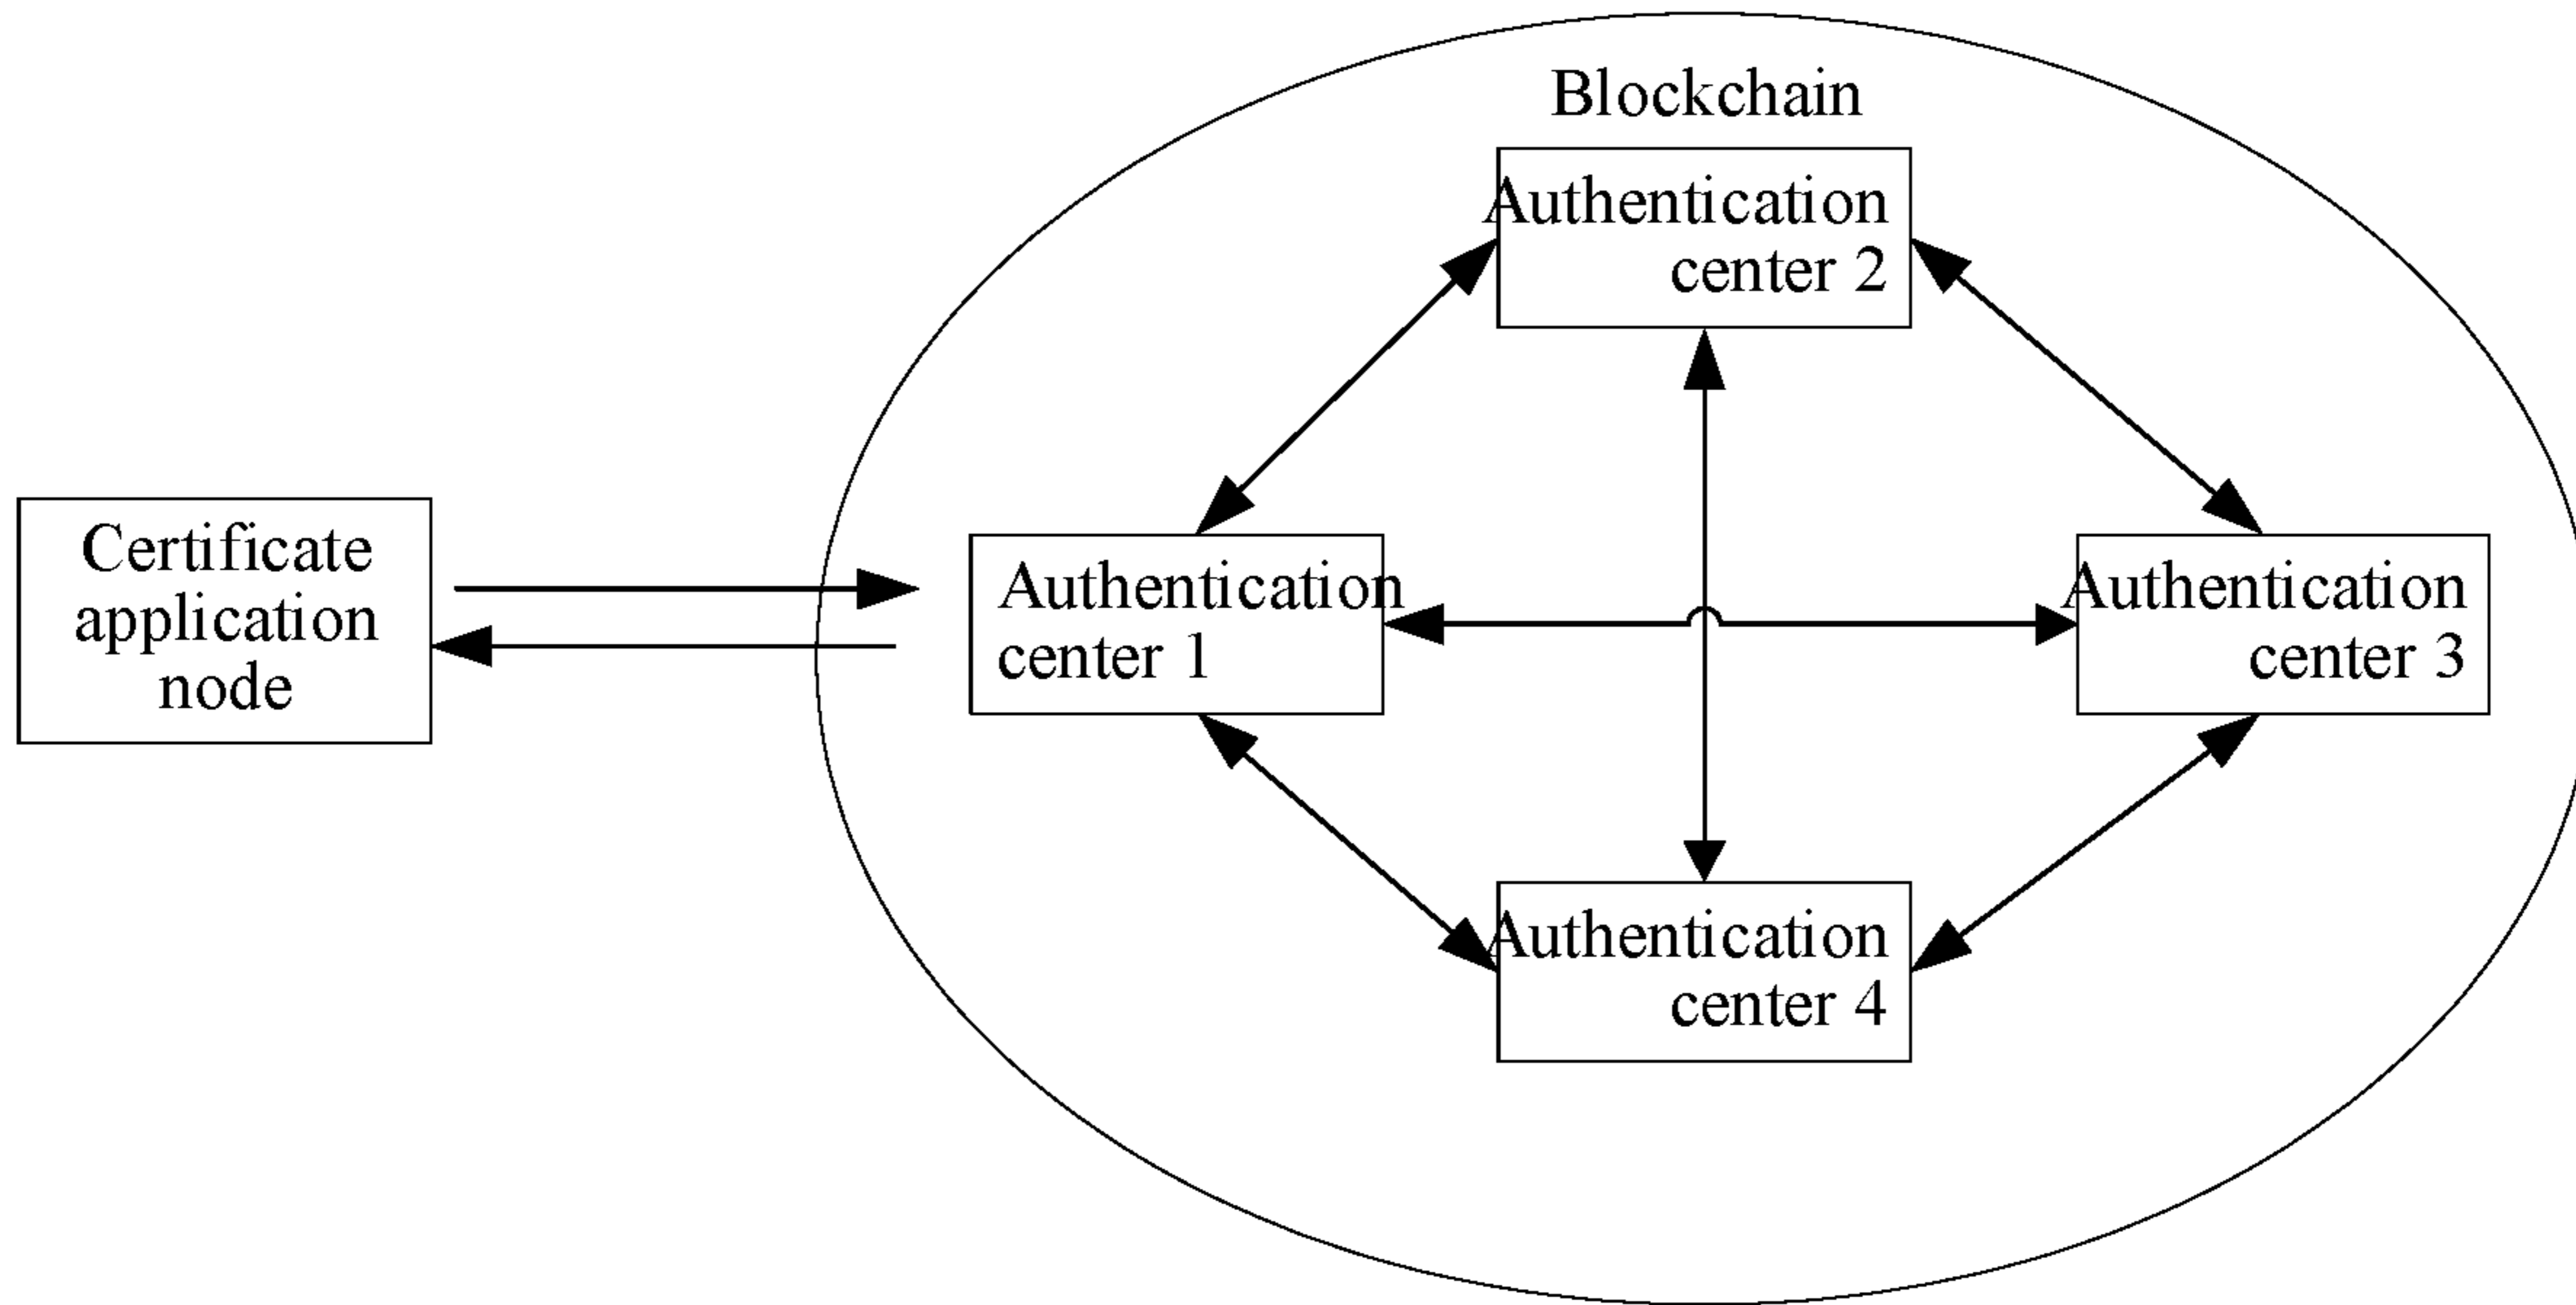 Blockchain
Authentication
center 2
Certificate
application
node
Authentication
center 1
Authentication
center 3
Authentication
center 4